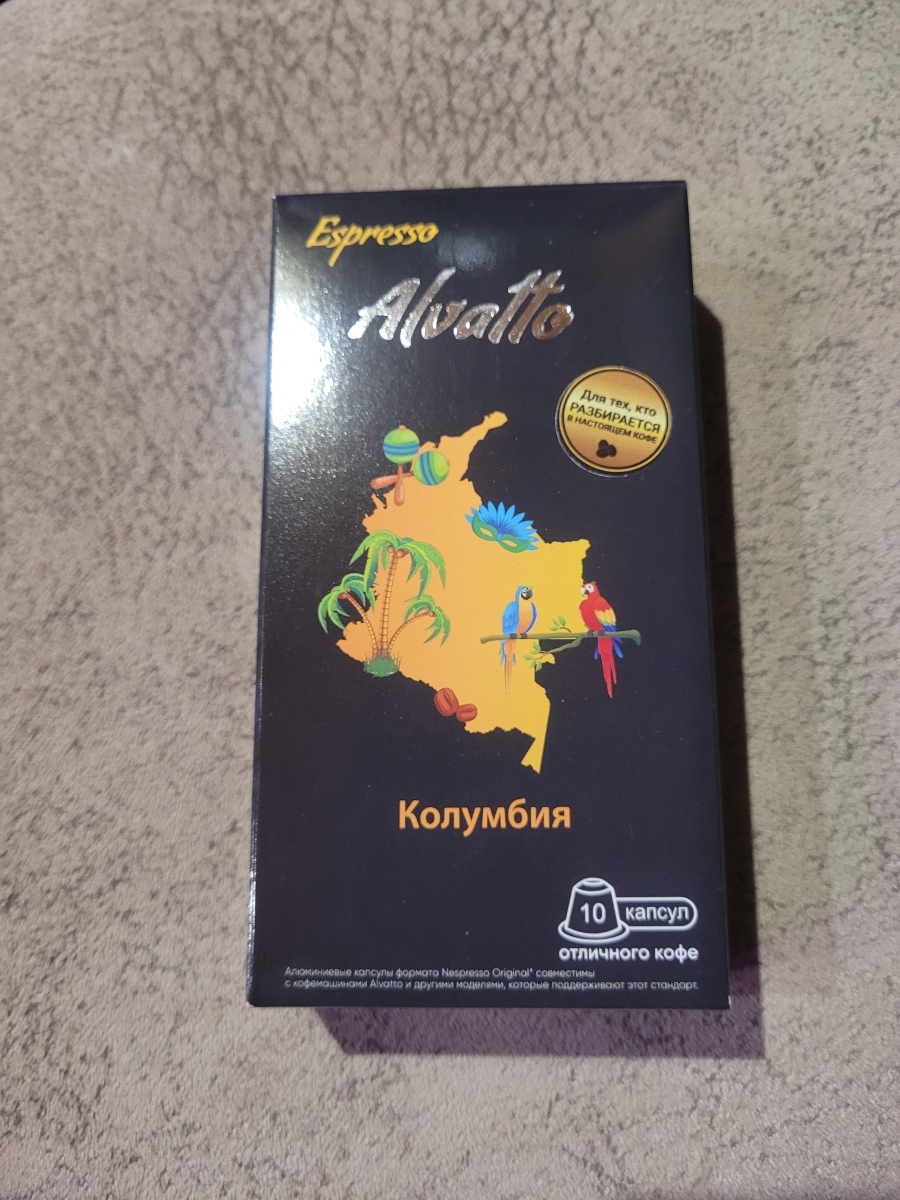 Espresso
Alvatto
Для тех, кто
РАЗБИРАЕТСЯ
В НАСТОЯЩЕМ КОФЕ
Колумбия
10 капсул
отличного кофе
Алюминиевые капсулы формата Nespresso Original* совместимы
с кофемашинами Alvatto и другими моделями, которые поддерживают этот стандарт.